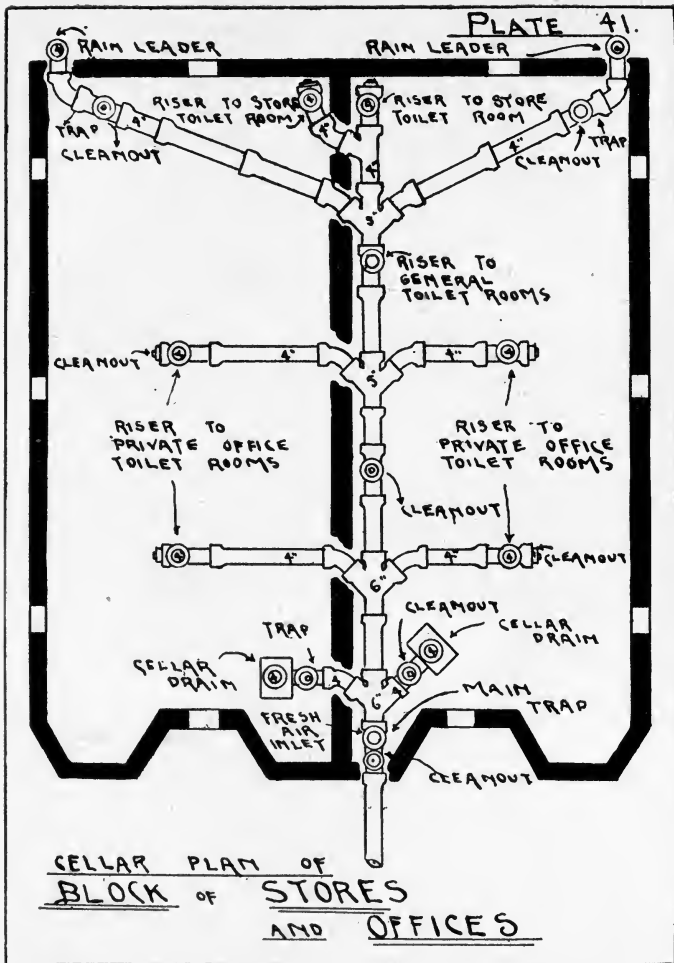 PLATE 41.
RAIN LEADER
RAIN LEADER
RISER TO STORE
TOILET ROOM
RISER TO STORE
TOILET ROOM
TRAP
4"
CLEANOUT
4"
4"
4"
CLEANOUT
TRAP
5"
RISER TO
GENERAL
TOILET ROOMS
CLEANOUT
4"
4"
5"
RISER TO
PRIVATE OFFICE
TOILET ROOMS
RISER TO
PRIVATE OFFICE
TOILET ROOMS
CLEANOUT
4"
4"
CLEANOUT
6"
CLEANOUT
TRAP
CELLAR
DRAIN
CELLAR
DRAIN
4
4
6"
MAIN
TRAP
FRESH
AIR
INLET
CLEANOUT
CELLAR PLAN OF
BLOCK OF STORES
AND OFFICES